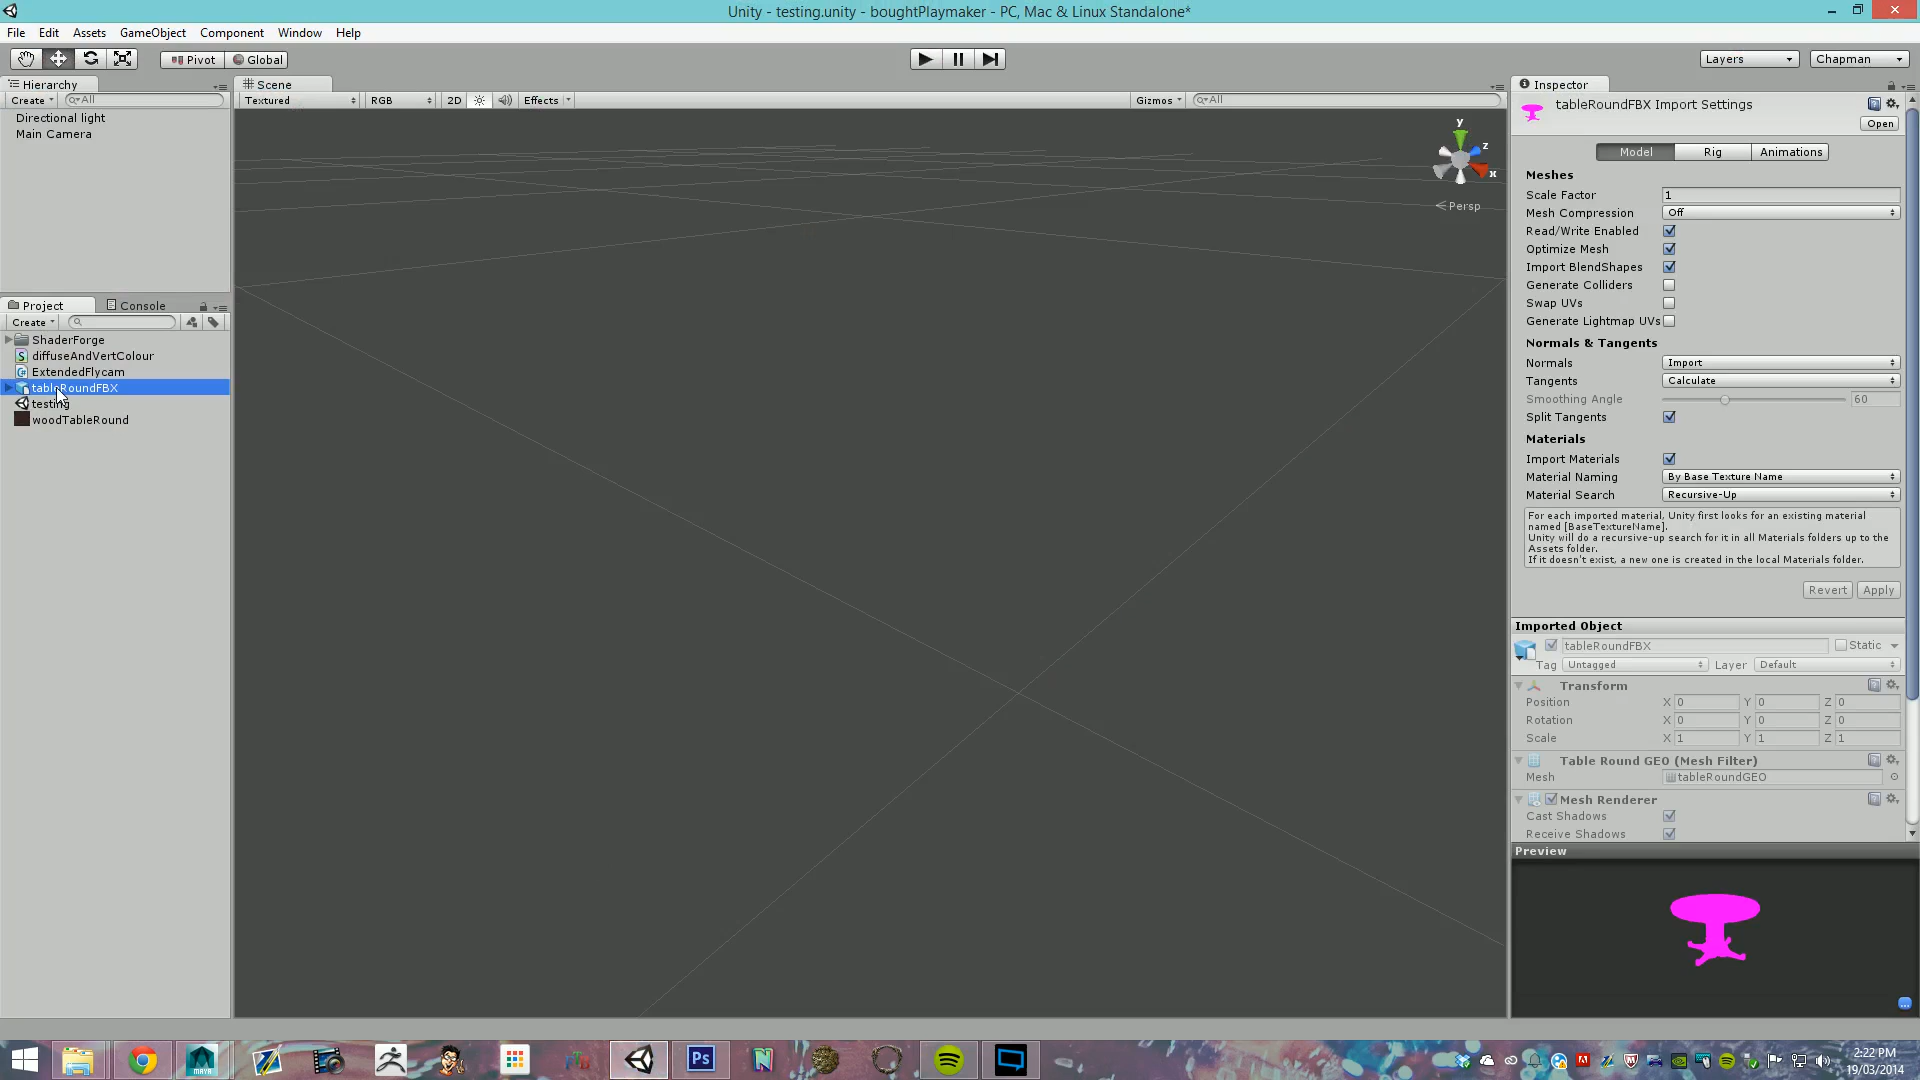 Unity - testing.unity - boughtPlaymaker - PC, Mac & Linux Standalone*
File Edit Assets GameObject Component Window Help
Pivot Global Layers Chapman
Hierarchy
Create All
Directional light
Main Camera
Project Console
Create
ShaderForge
diffuseAndVertColour
ExtendedFlycam
tableRoundFBX
testing
woodTableRound
Scene
Textured RGB 2D Effects Gizmos All
y
z
x
Persp
Inspector
tableRoundFBX Import Settings
Open
Model Rig Animations
Meshes
Scale Factor 1
Mesh Compression Off
Read/Write Enabled
Optimize Mesh
Import BlendShapes
Generate Colliders
Swap UVs
Generate Lightmap UVs
Normals & Tangents
Normals Import
Tangents Calculate
Smoothing Angle 60
Split Tangents
Materials
Import Materials
Material Naming By Base Texture Name
Material Search Recursive-Up
For each imported material, Unity first looks for an existing material
named [BaseTextureName].
Unity will do a recursive-up search for it in all Materials folders up to the
Assets folder.
If it doesn't exist, a new one is created in the local Materials folder.
Revert Apply
Imported Object
tableRoundFBX Static
Tag Untagged Layer Default
Transform
Position X 0 Y 0 Z 0
Rotation X 0 Y 0 Z 0
Scale X 1 Y 1 Z 1
Table Round GEO (Mesh Filter)
Mesh tableRoundGEO
Mesh Renderer
Cast Shadows
Receive Shadows
Preview
MAYA
Ps
2:22 PM
19/03/2014